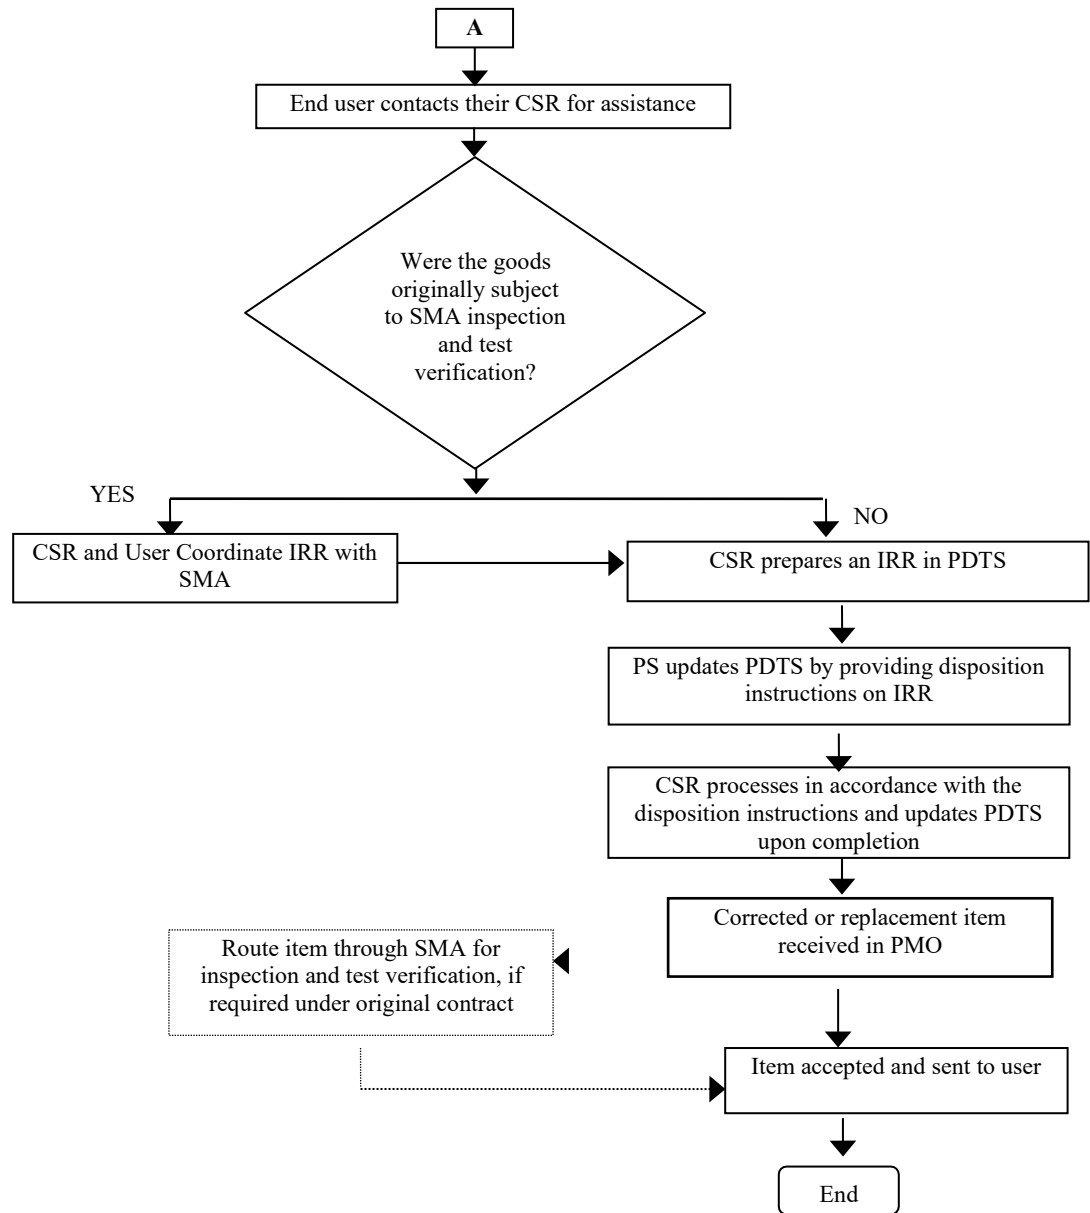 A
End user contacts their CSR for assistance
Were the goods
originally subject
to SMA inspection
and test
verification?
YES
NO
CSR and User Coordinate IRR with
SMA
CSR prepares an IRR in PDTS
PS updates PDTS by providing disposition
instructions on IRR
CSR processes in accordance with the
disposition instructions and updates PDTS
upon completion
Corrected or replacement item
received in PMO
Route item through SMA for
inspection and test verification, if
required under original contract
Item accepted and sent to user
End